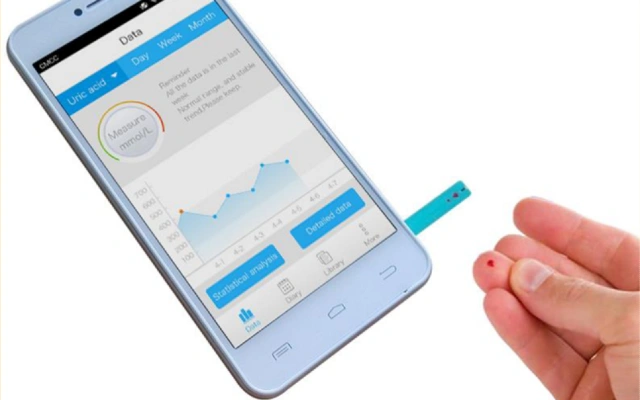 CMCC
Data
Uric acid Day Week Month
Measure
mmol/L
Reminder
All the data is in the last
weak
Normal range, and stable
trend,Please keep.
700
600
500
400
300
200
100
4-1 4-2 4-3 4-4 4-5 4-6 4-7
Statistical analysis Detailed data
Data Diary Library More